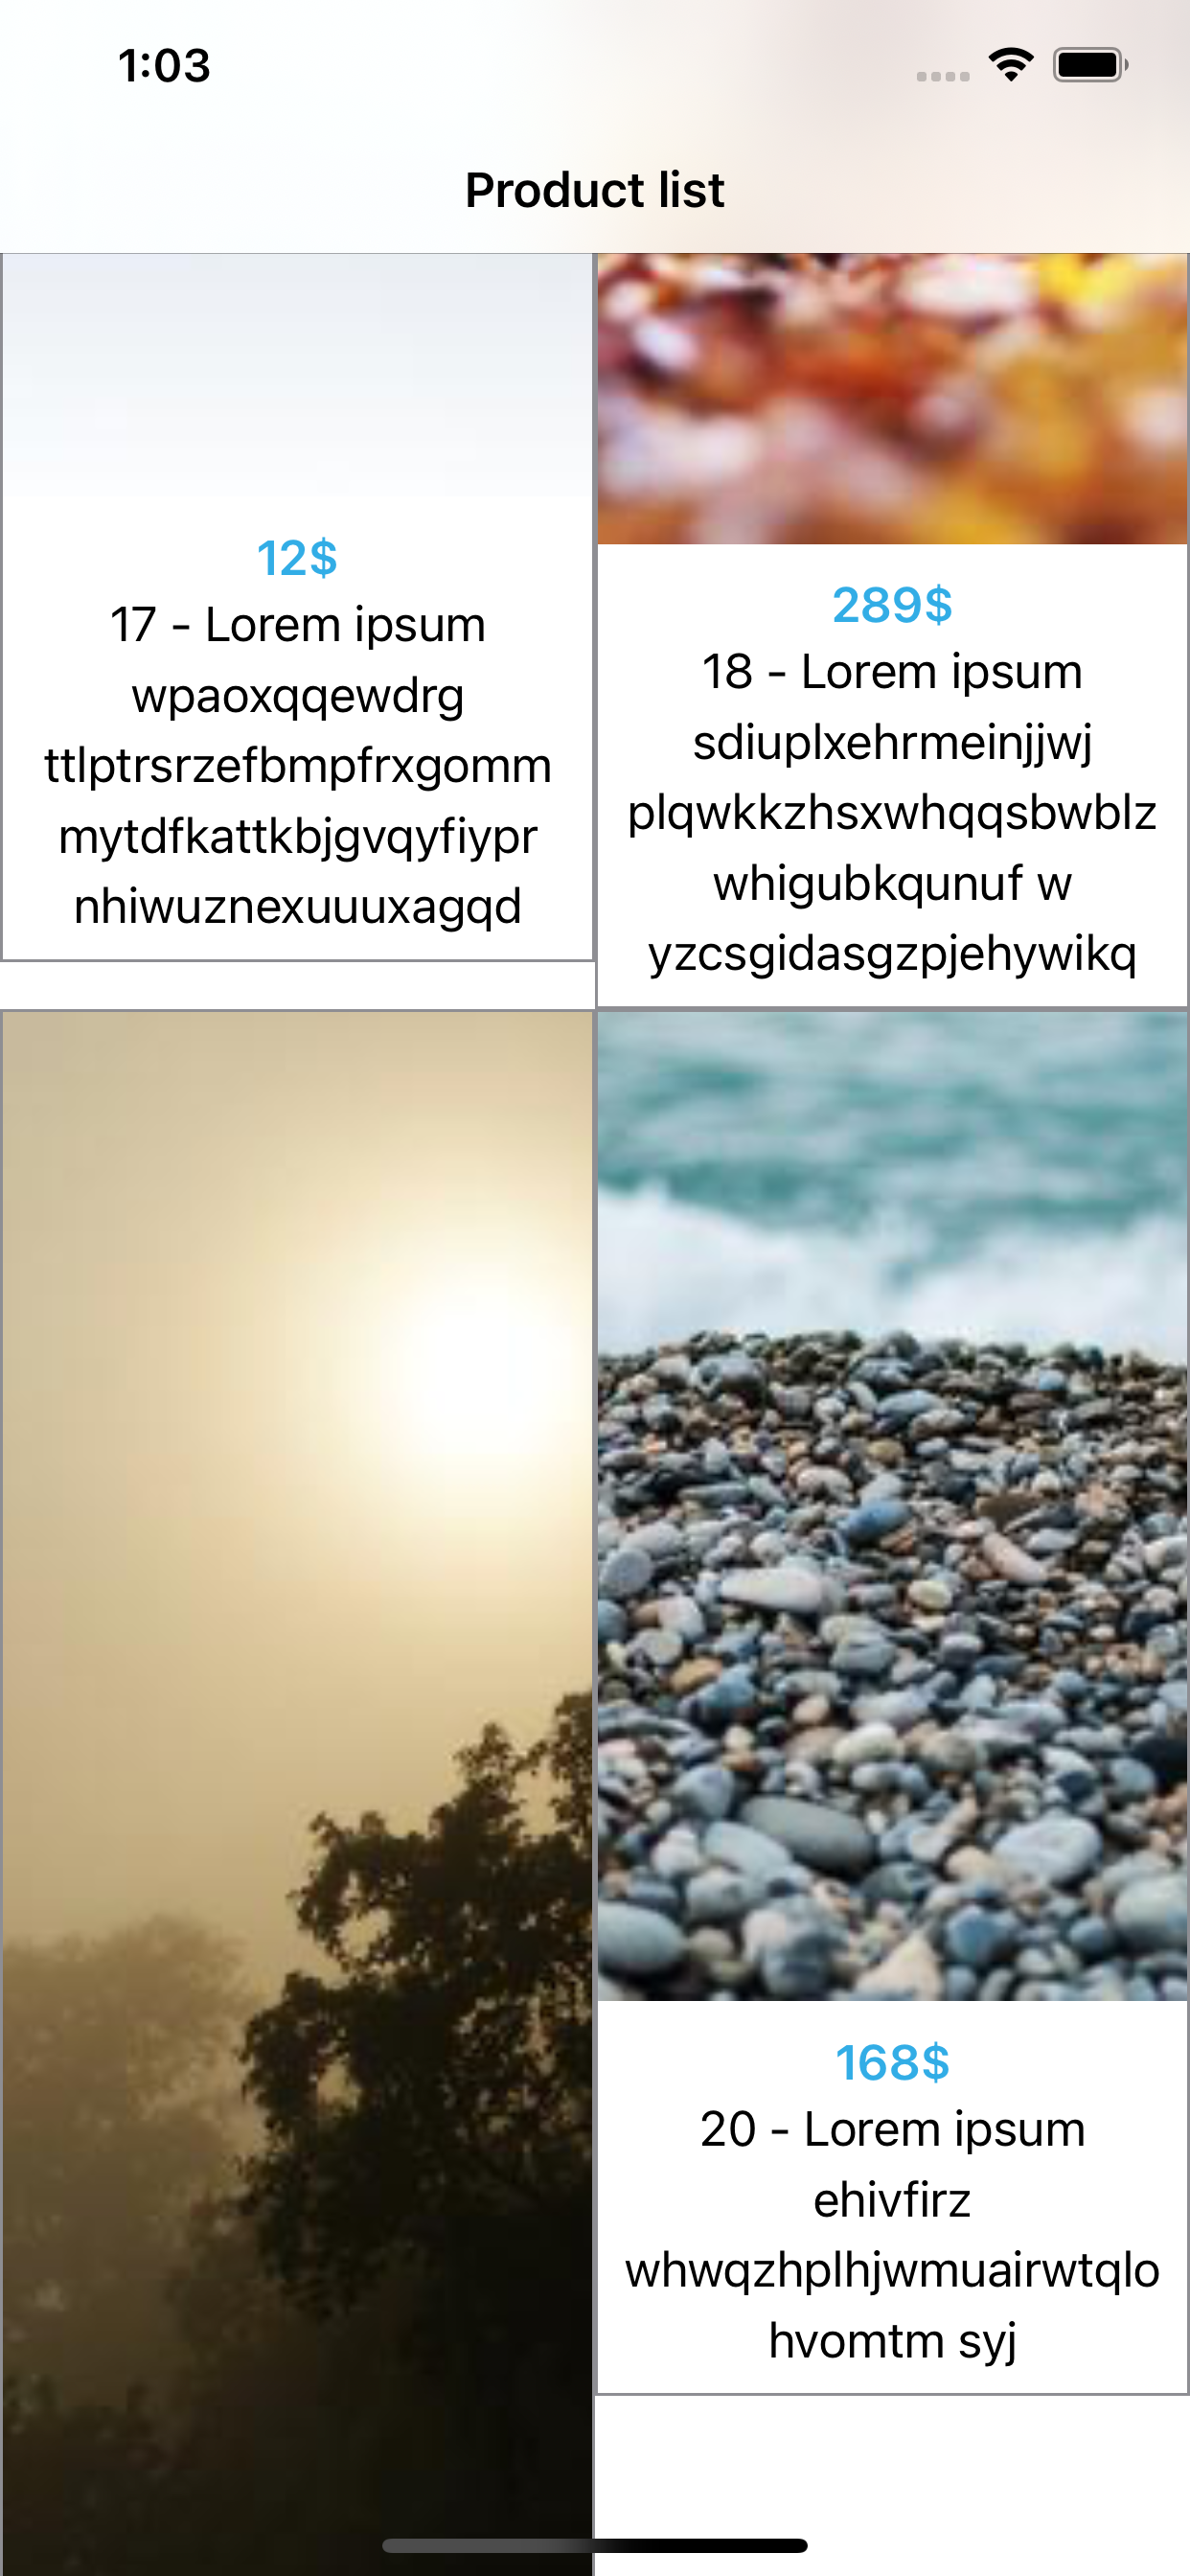 1:03
Product list
12$
17 - Lorem ipsum
wpaoxqqewdrg
ttlptrsrzefbmpfrxgomm
mytdfkattkbjgvqyfiypr
nhiwuznexuuuxagqd
289$
18 - Lorem ipsum
sdiuplxehrmeinjjwj
plqwkkzhsxwhqqsbwblz
whigubkqunuf w
yzcsgidasgzpjehywikq
168$
20 - Lorem ipsum
ehivfirz
whwqzhplhjwmuairwtqlo
hvomtm syj